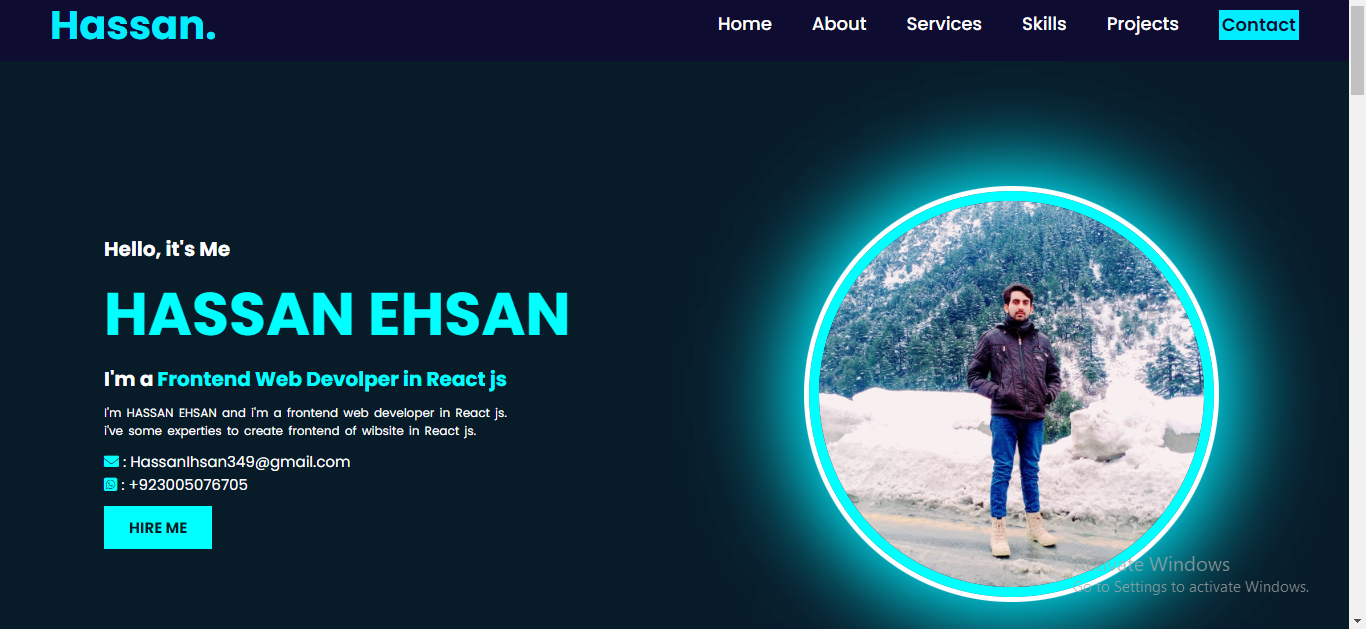 Hassan.
Home About Services Skills Projects Contact
Hello, it's Me
HASSAN EHSAN
I'm a Frontend Web Devolper in React js
I'm HASSAN EHSAN and i'm a frontend web developer in React js.
i've some experties to create frontend of wibsite in React js.
: HassanIhsan349@gmail.com
: +923005076705
HIRE ME
Activate Windows
Go to Settings to activate Windows.